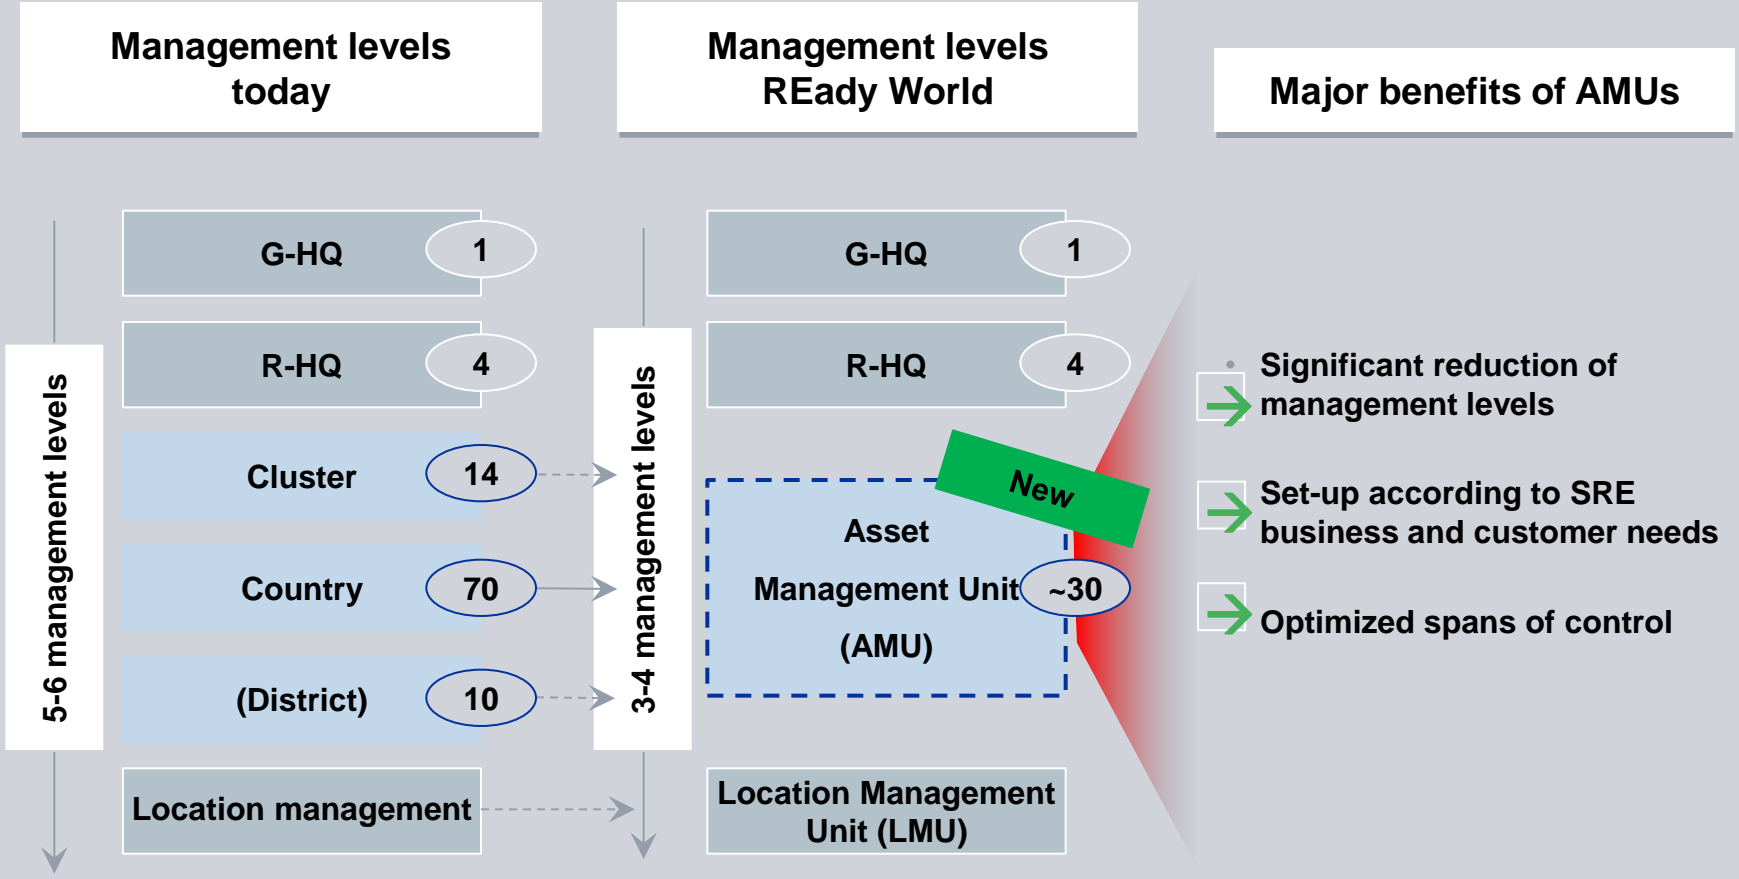 Management levels
today
Management levels
REady World
Major benefits of AMUs
5-6 management levels
G-HQ 1
R-HQ 4
Cluster 14
Country 70
(District) 10
Location management
3-4 management levels
G-HQ 1
R-HQ 4
New
Asset
Management Unit ~30
(AMU)
Location Management
Unit (LMU)
• Significant reduction of
management levels
Set-up according to SRE
business and customer needs
Optimized spans of control